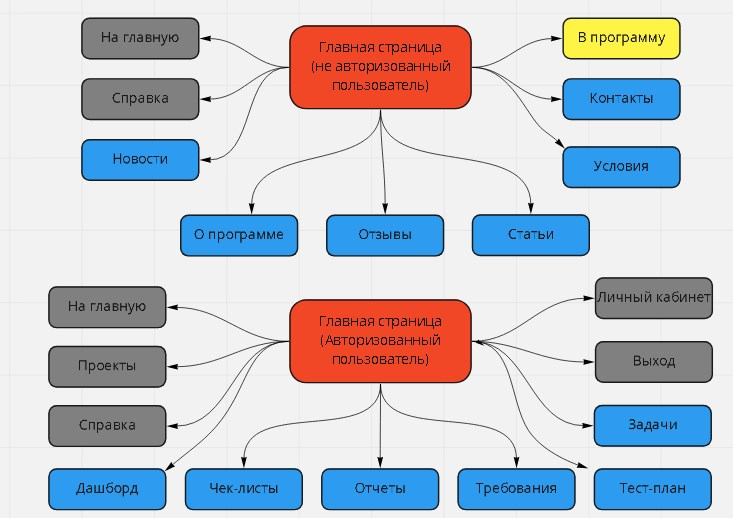 На главную
Главная страница
(не авторизованный
пользователь)
В программу
Справка
Контакты
Новости
Условия
О программе
Отзывы
Статьи
На главную
Главная страница
(Авторизованный
пользователь)
Личный кабинет
Проекты
Выход
Справка
Задачи
Дашборд
Чек-листы
Отчеты
Требования
Тест-план